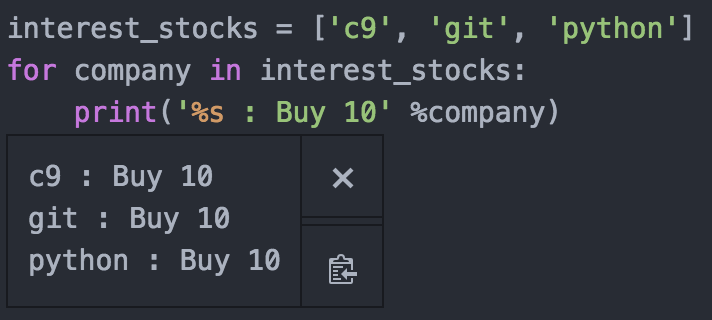 interest_stocks = ['c9', 'git', 'python']
for company in interest_stocks:
    print('%s : Buy 10' %company)
c9 : Buy 10
git : Buy 10
python : Buy 10